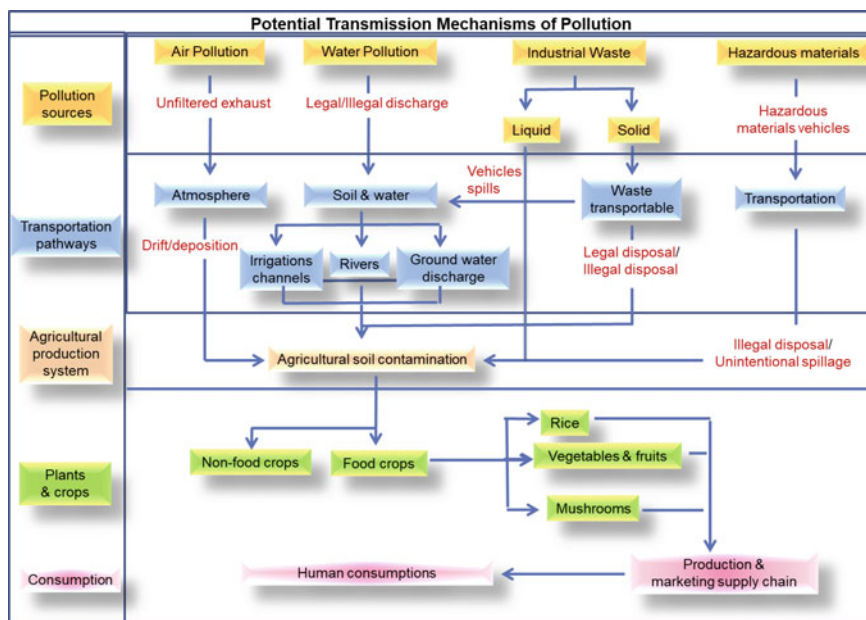 Potential Transmission Mechanisms of Pollution
Pollution
sources
Air Pollution
Water Pollution
Industrial Waste
Hazardous materials
Unfiltered exhaust
Legal/Illegal discharge
Hazardous
materials vehicles
Liquid
Solid
Transportation
pathways
Atmosphere
Soil & water
Vehicles
spills
Waste
transportable
Transportation
Drift/deposition
Irrigations
channels
Rivers
Ground water
discharge
Legal disposal/
Illegal disposal
Agricultural
production
system
Agricultural soil contamination
Illegal disposal/
Unintentional spillage
Plants
& crops
Non-food crops
Food crops
Rice
Vegetables & fruits
Mushrooms
Consumption
Human consumptions
Production &
marketing supply chain